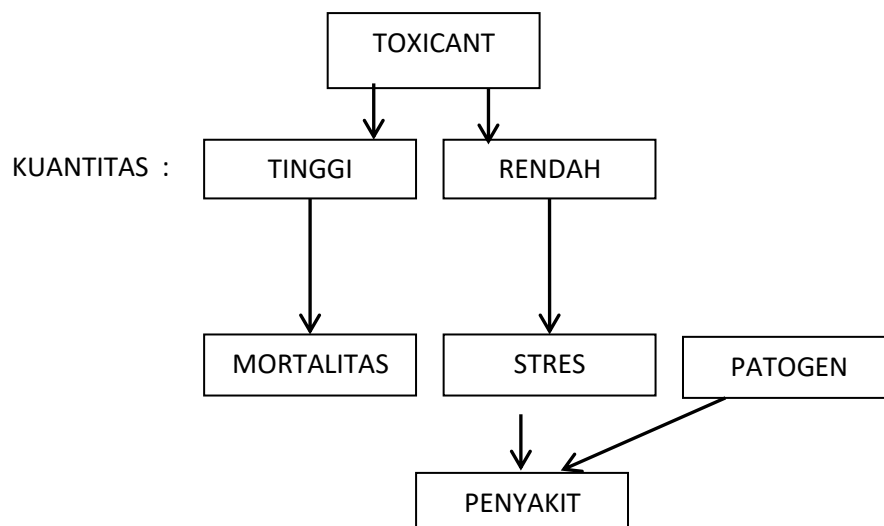 TOXICANT
KUANTITAS :
TINGGI
RENDAH
MORTALITAS
STRES
PATOGEN
PENYAKIT